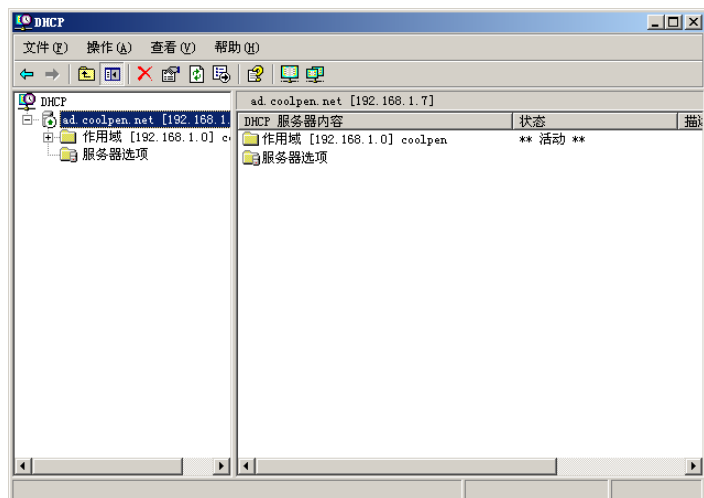 DHCP
文件(F) 操作(A) 查看(V) 帮助(H)
DHCP
ad.coolpen.net [192.168.1.
作用域 [192.168.1.0] c
服务器选项
ad.coolpen.net [192.168.1.7]
DHCP 服务器内容 状态
作用域 [192.168.1.0] coolpen ** 活动 **
服务器选项